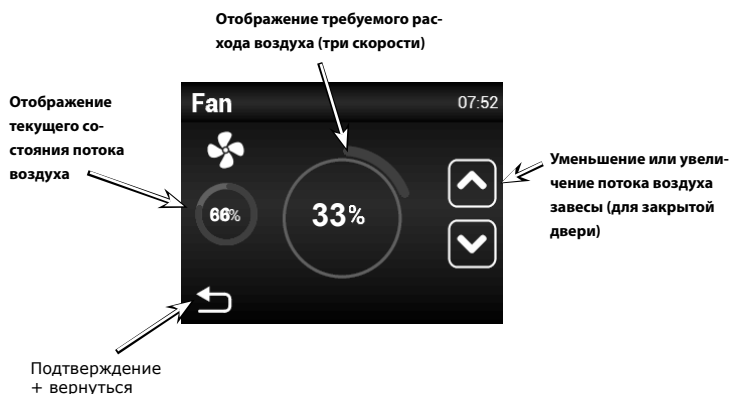 Отображение требуемого рас-
хода воздуха (три скорости)
Отображение
текущего со-
стояния потока
воздуха
Fan
07:52
66%
33%
Уменьшение или увели-
чение потока воздуха
завесы (для закрытой
двери)
Подтверждение
+ вернуться